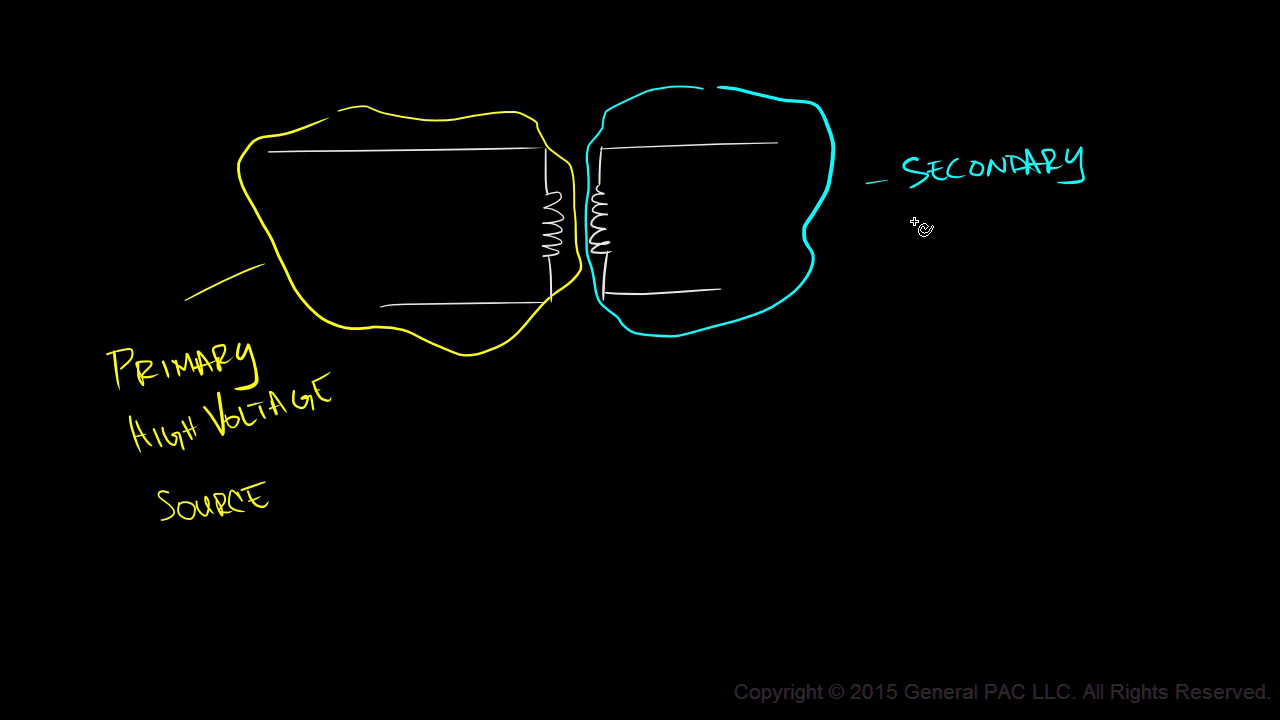 SECONDARY
PRIMARY
HIGH VOLTAGE
SOURCE
Copyright © 2015 General PAC LLC. All Rights Reserved.